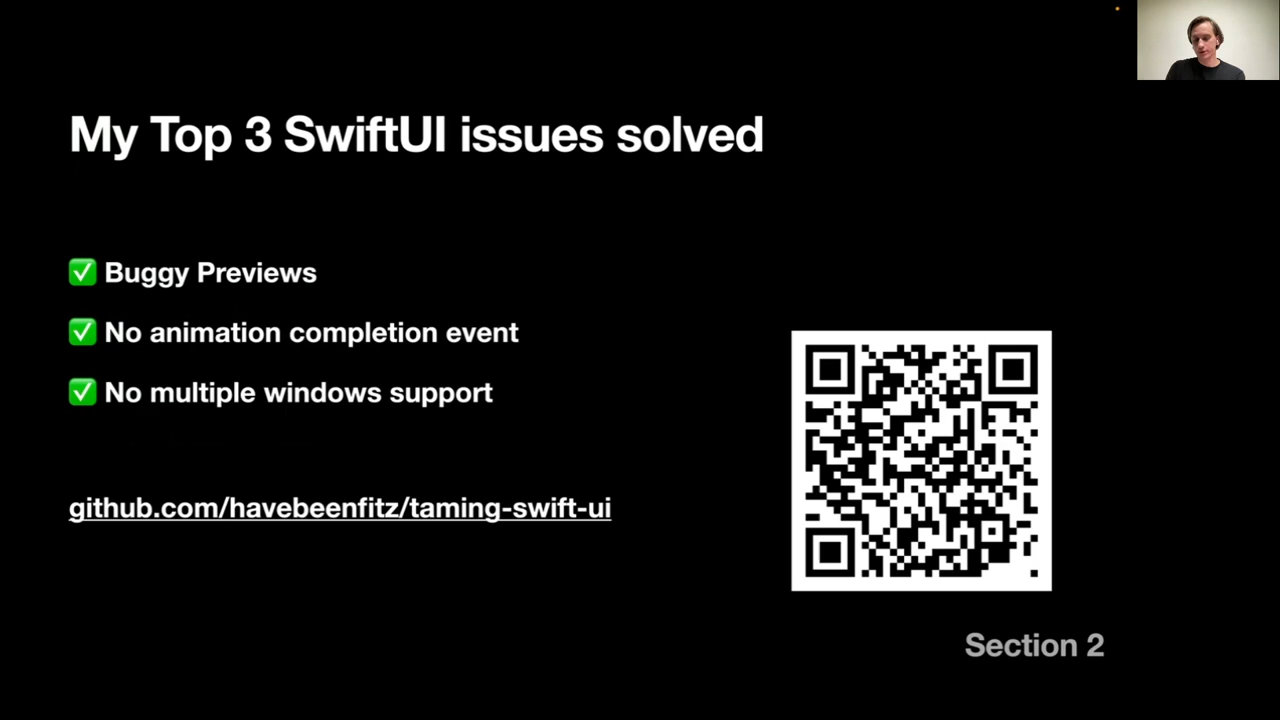 My Top 3 SwiftUI issues solved
✅ Buggy Previews
✅ No animation completion event
✅ No multiple windows support
github.com/havebeenfitz/taming-swift-ui
Section 2